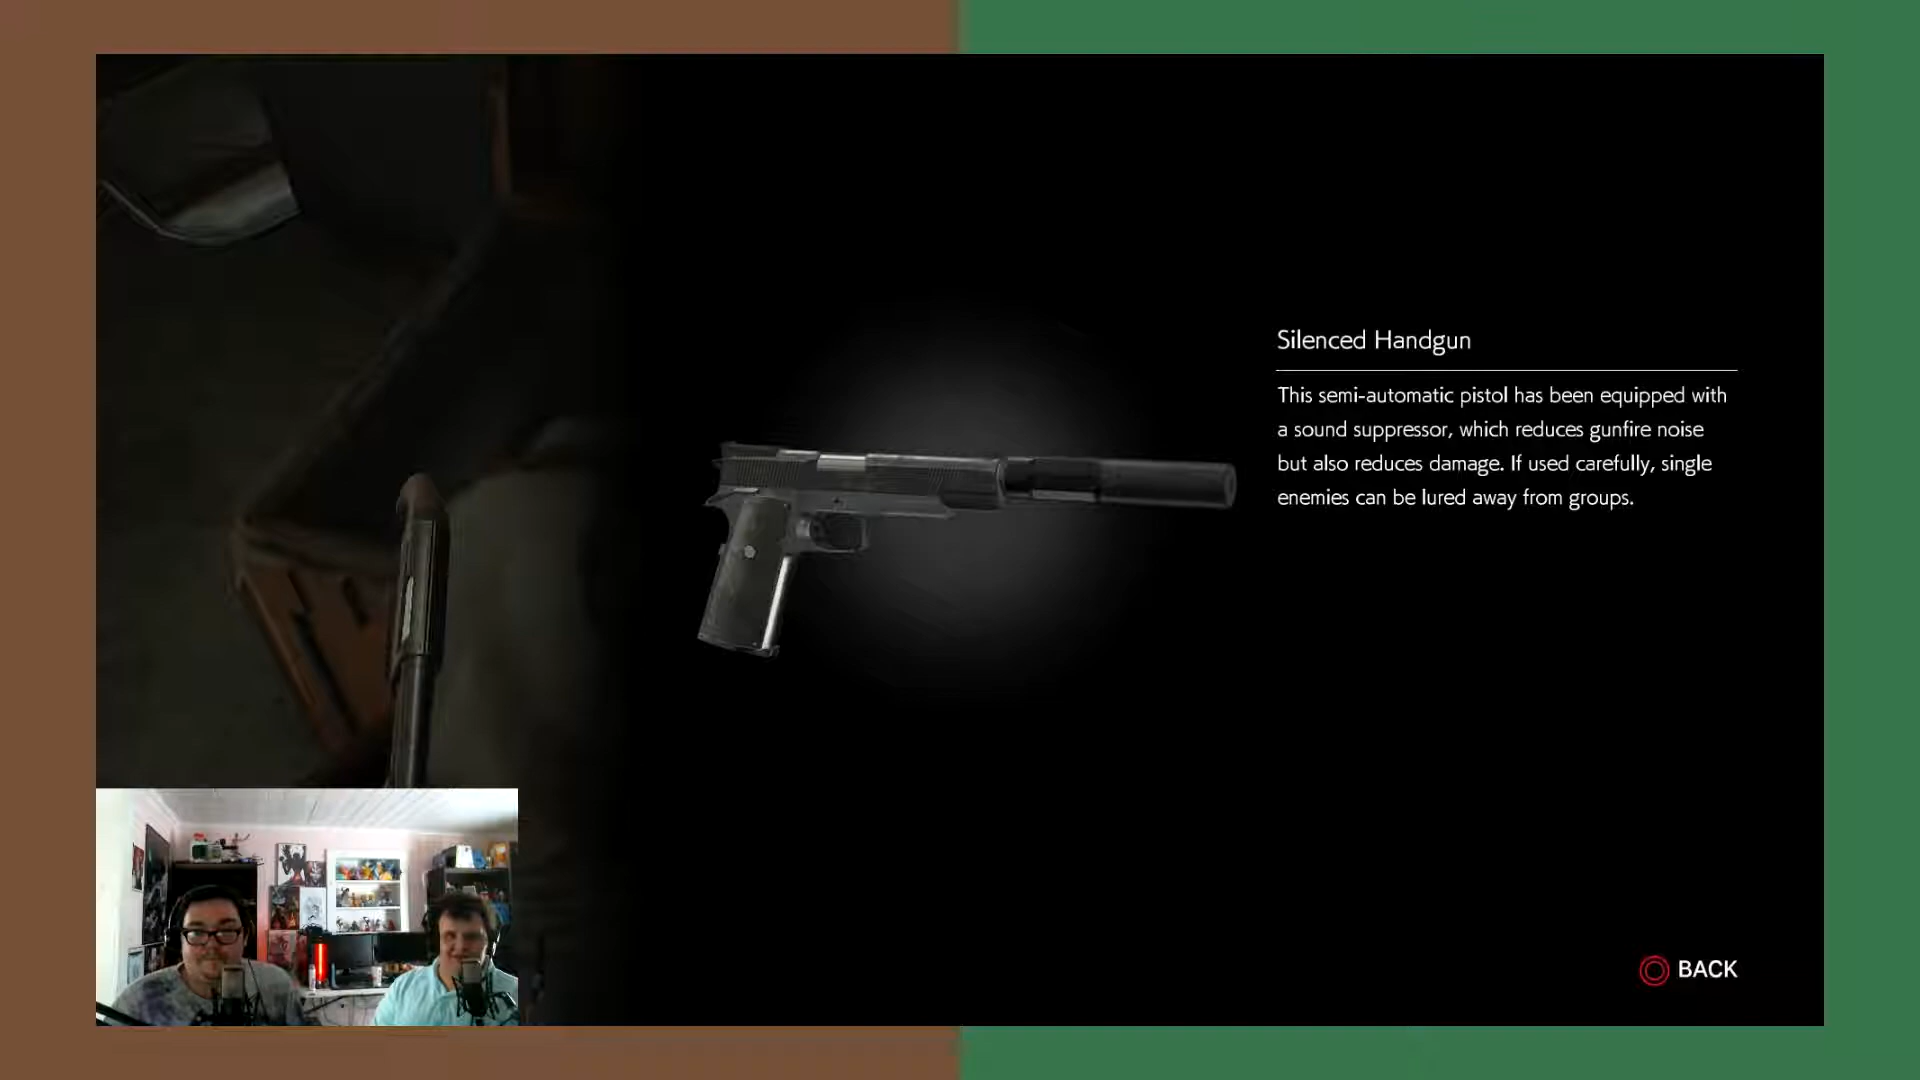 Silenced Handgun
This semi-automatic pistol has been equipped with
a sound suppressor, which reduces gunfire noise
but also reduces damage. If used carefully, single
enemies can be lured away from groups.
BACK